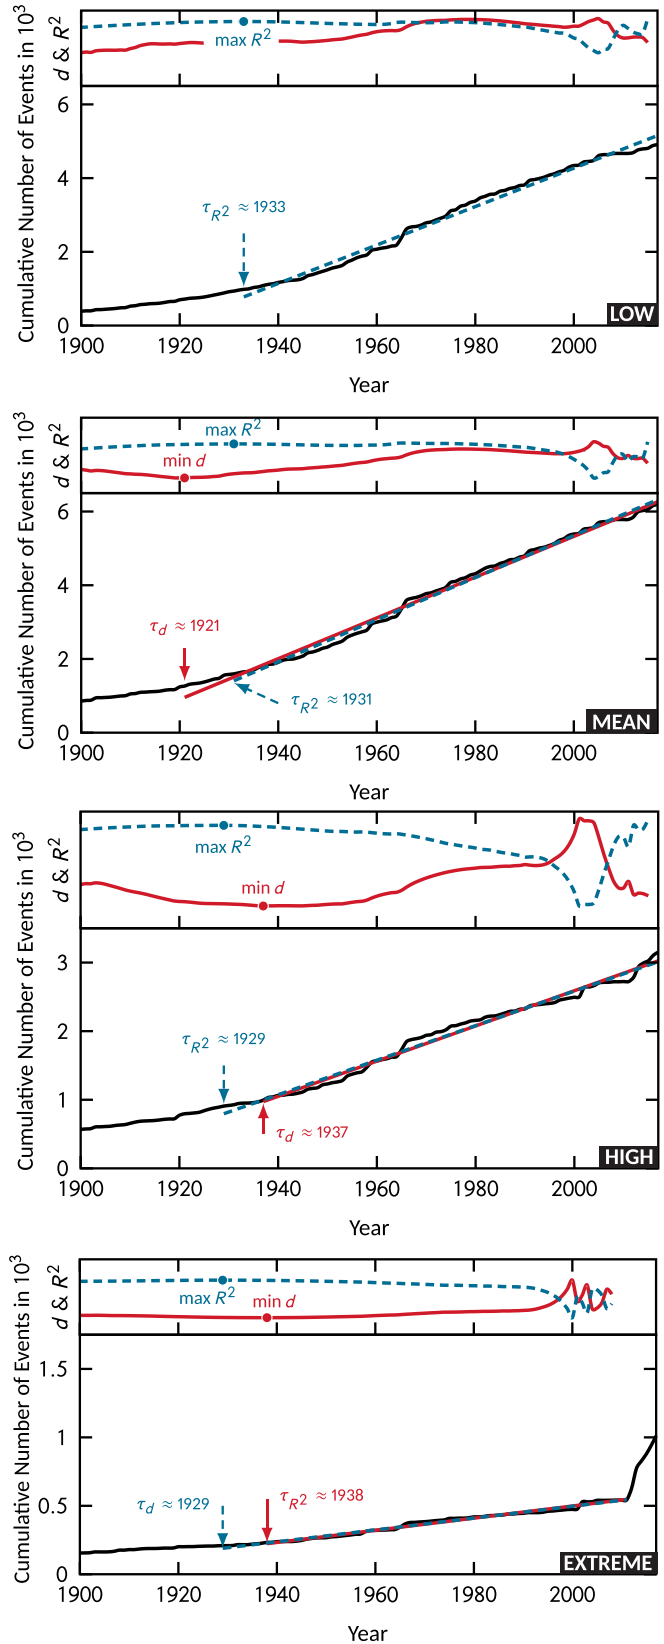 d & R²
max R²
Cumulative Number of Events in 10³
6
4
τR² ≈ 1933
2
LOW
0
1900 1920 1940 1960 1980 2000
Year
d & R²
max R²
min d
Cumulative Number of Events in 10³
6
4
τd ≈ 1921
2
τR² ≈ 1931
MEAN
0
1900 1920 1940 1960 1980 2000
Year
d & R²
max R²
min d
Cumulative Number of Events in 10³
3
2
τR² ≈ 1929
1
τd ≈ 1937
HIGH
0
1900 1920 1940 1960 1980 2000
Year
d & R²
max R²
min d
Cumulative Number of Events in 10³
1.5
1
τd ≈ 1929
τR² ≈ 1938
0.5
EXTREME
0
1900 1920 1940 1960 1980 2000
Year